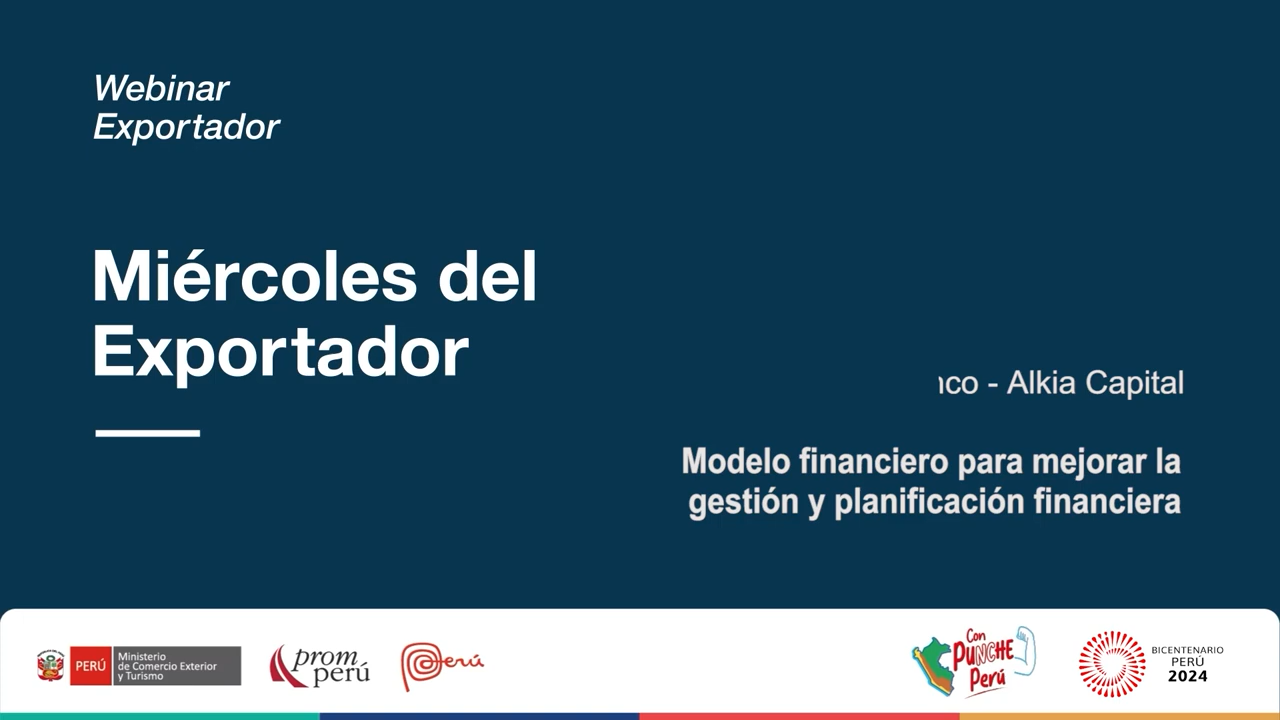 Webinar
Exportador
Miércoles del
Exportador
- Alkia Capital
Modelo financiero para mejorar la
gestión y planificación financiera
PERÚ
Ministerio
de Comercio Exterior
y Turismo
prom
perú
Perú
Con
PUNCHE
Perú
BICENTENARIO
PERÚ
2024